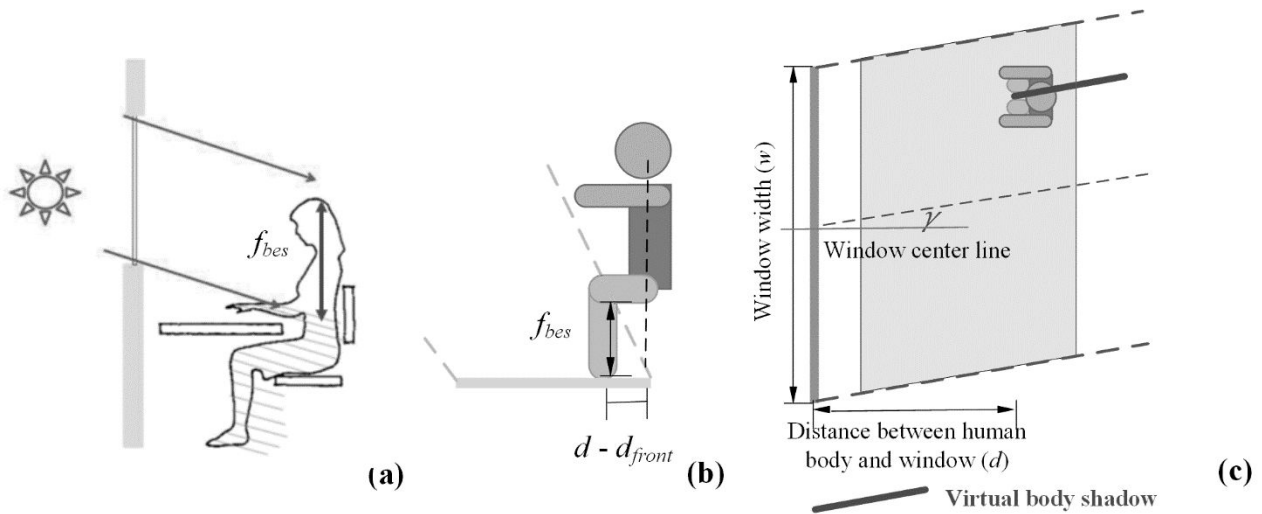 f_bes
(a)
f_bes
d - d_front
(b)
Window width (w)
γ
Window center line
Distance between human
body and window (d)
(c)
Virtual body shadow